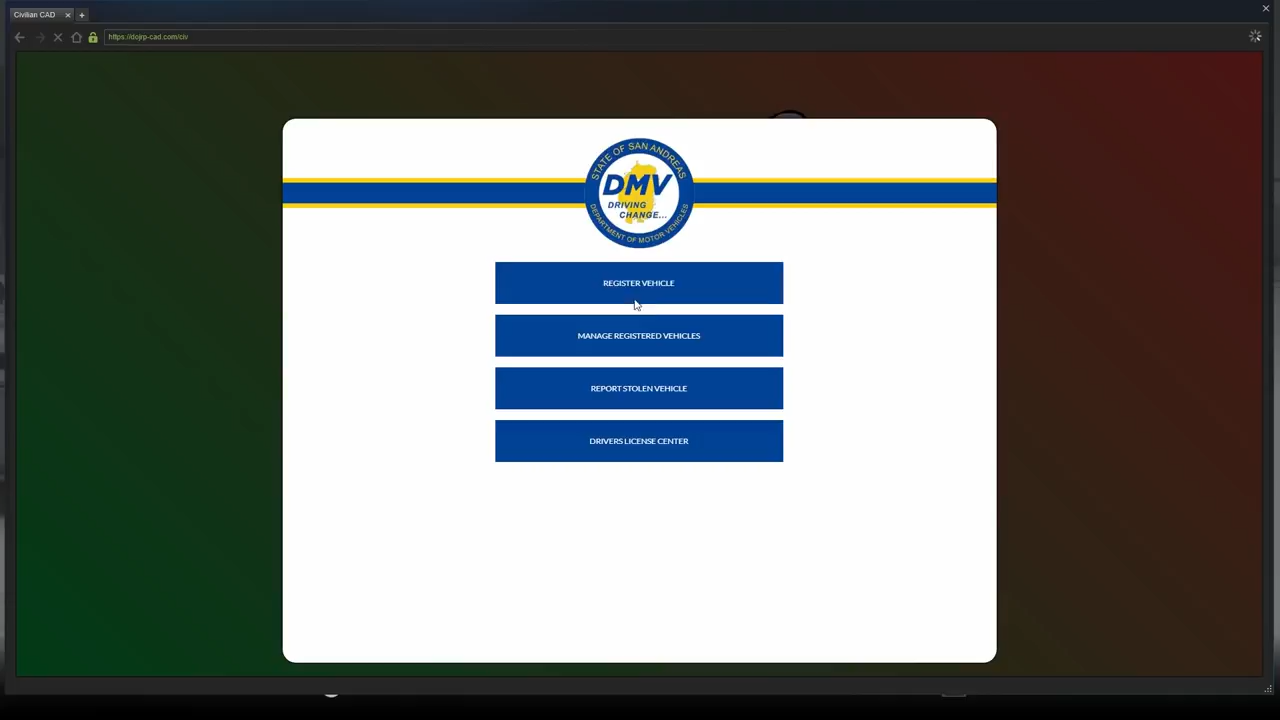 Civilian CAD
https://dojrp-cad.com/civ
STATE OF SAN ANDREAS
DMV
DRIVING
CHANGE...
DEPARTMENT OF MOTOR VEHICLES
REGISTER VEHICLE
MANAGE REGISTERED VEHICLES
REPORT STOLEN VEHICLE
DRIVERS LICENSE CENTER